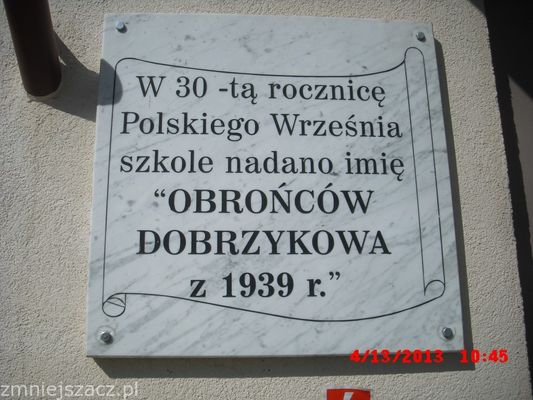 W 30 -tą rocznicę
Polskiego Września
szkole nadano imię
“OBROŃCÓW
DOBRZYKOWA
z 1939 r.”
4/13/2013 10:45
zmniejszacz.pl